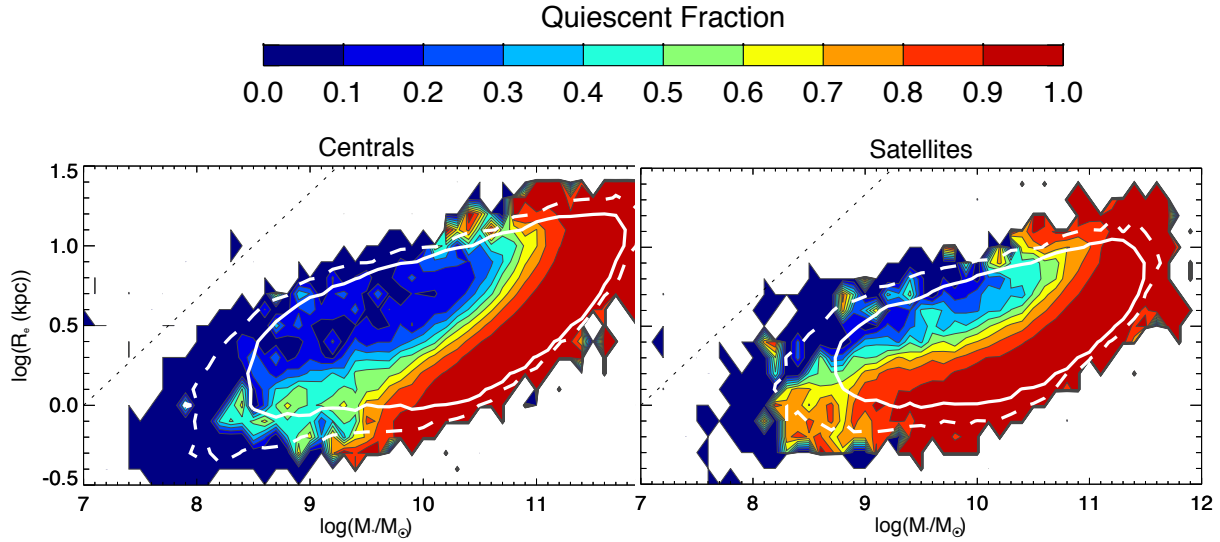 Quiescent Fraction
0.0 0.1 0.2 0.3 0.4 0.5 0.6 0.7 0.8 0.9 1.0
Centrals Satellites
1.5
1.0
0.5
0.0
-0.5
log(Rₑ (kpc))
7 8 9 10 11 7 8 9 10 11 12
log(M*/M⊙) log(M*/M⊙)